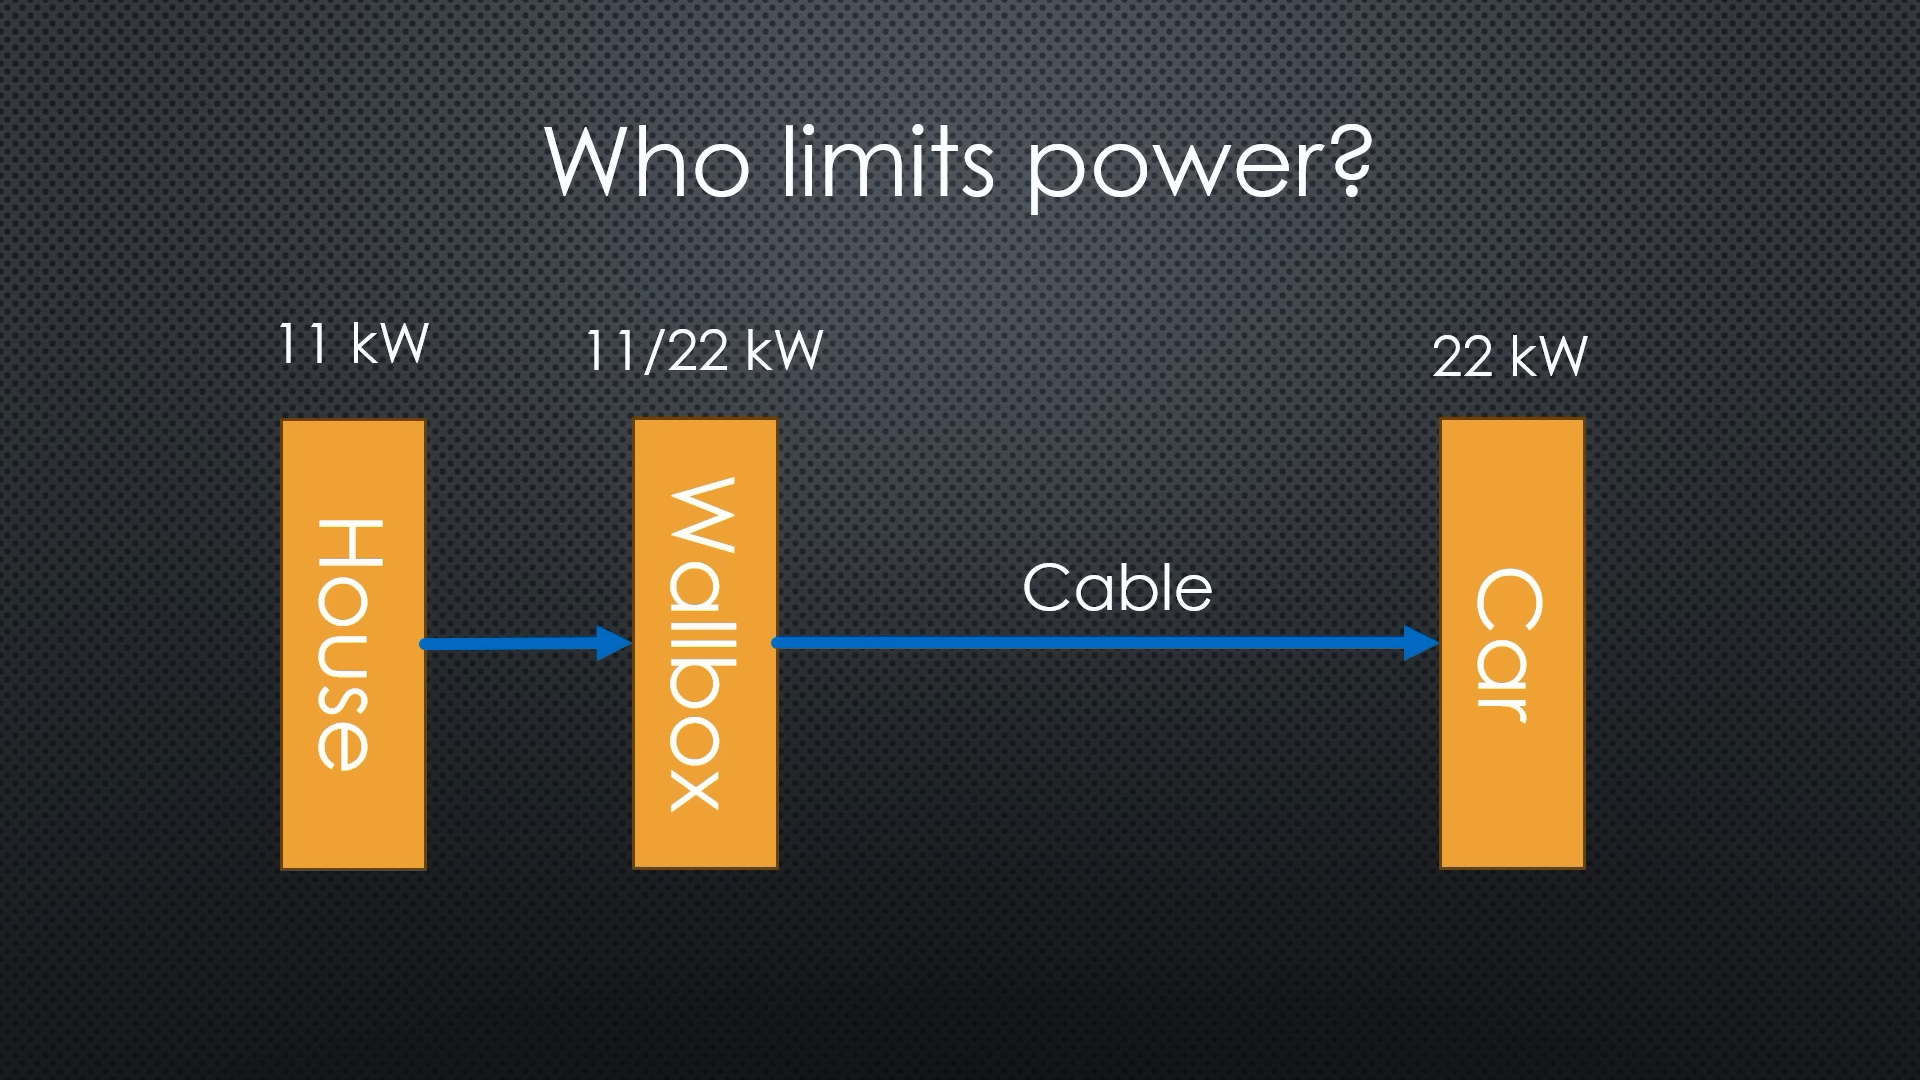 Who limits power?
11 kW
11/22 kW
22 kW
House
Wallbox
Cable
Car